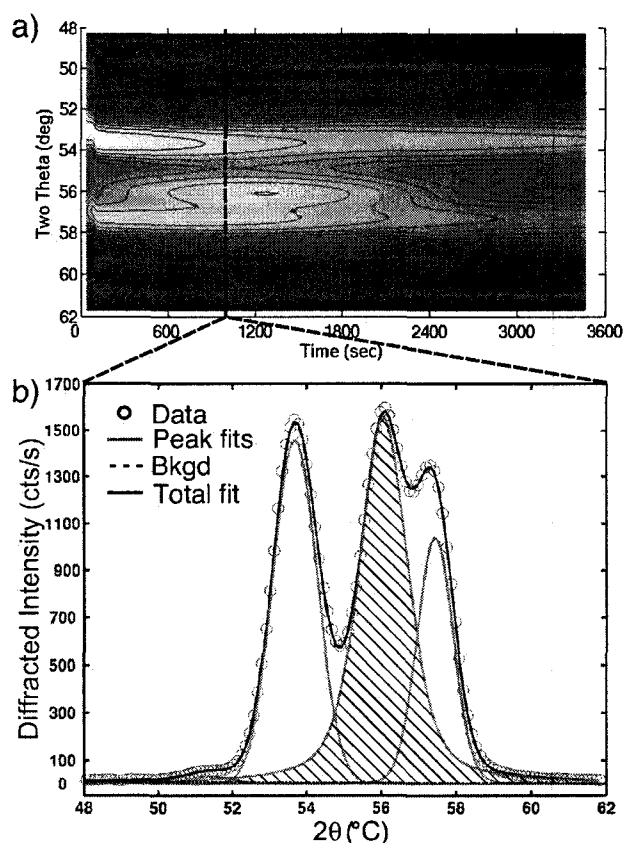 a)
48
50
52
54
56
58
60
62
Two Theta (deg)
0 600 1200 1800 2400 3000 3600
Time (sec)
b)
1700
1500
1300
1100
900
700
500
300
100
0
Diffracted Intensity (cts/s)
Data
Peak fits
Bkgd
Total fit
48 50 52 54 56 58 60 62
2θ (°C)